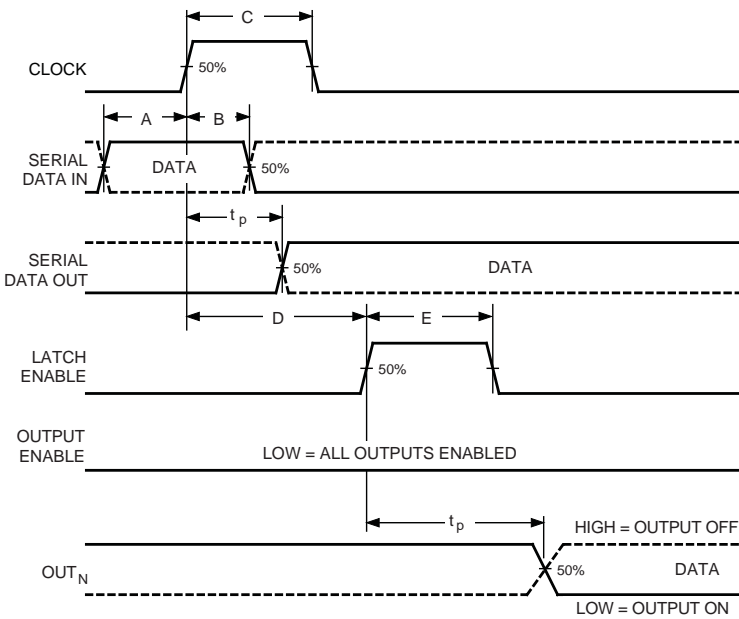 C
CLOCK
50%
A
B
SERIAL
DATA IN
DATA
50%
t p
SERIAL
DATA OUT
50%
DATA
D
E
LATCH
ENABLE
50%
OUTPUT
ENABLE
LOW = ALL OUTPUTS ENABLED
t p
HIGH = OUTPUT OFF
OUT N
50%
DATA
LOW = OUTPUT ON